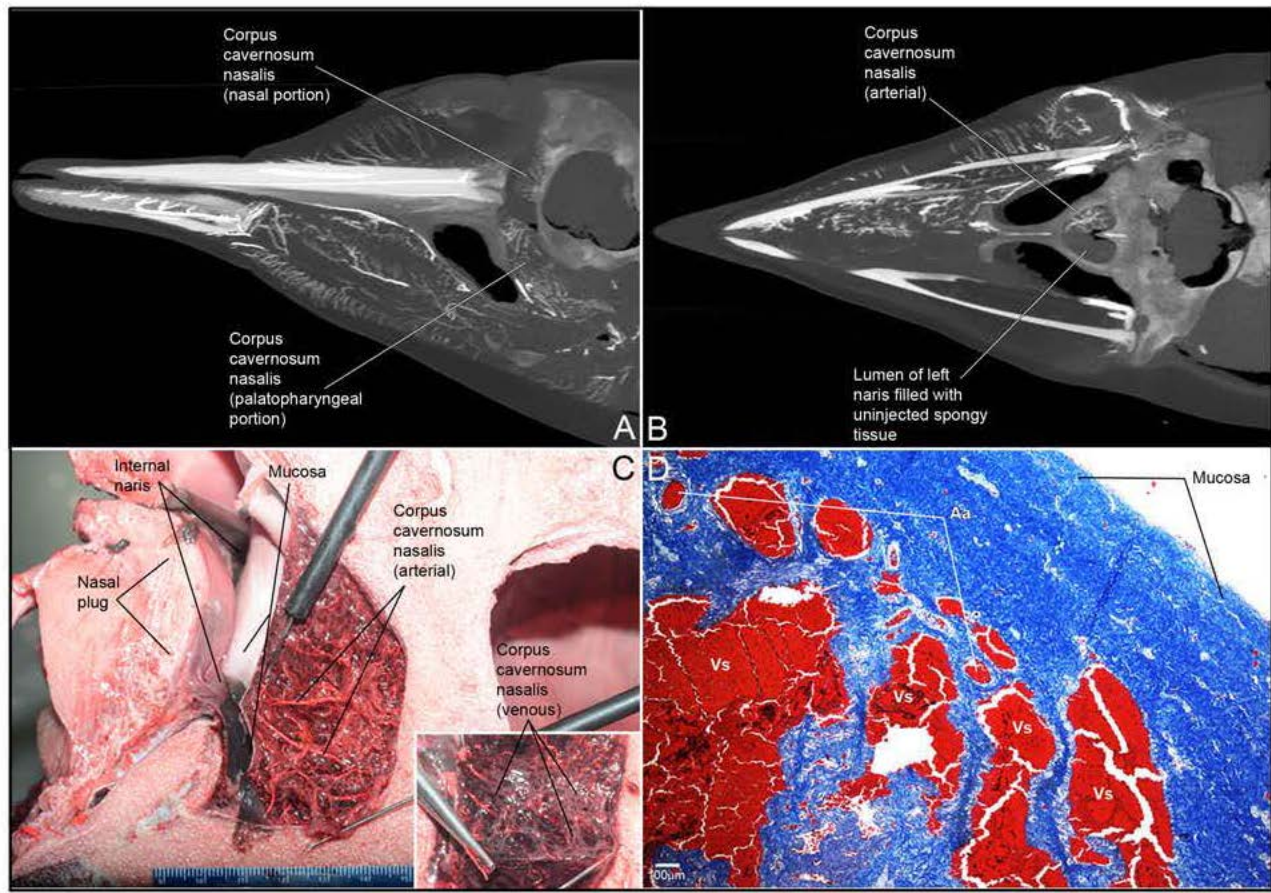 Corpus
cavernosum
nasalis
(nasal portion)
Corpus
cavernosum
nasalis
(palatopharyngeal
portion)
A
Corpus
cavernosum
nasalis
(arterial)
Lumen of left
naris filled with
uninjected spongy
tissue
B
Internal
naris
Mucosa
C
Corpus
cavernosum
nasalis
(arterial)
Nasal
plug
Corpus
cavernosum
nasalis
(venous)
D
Mucosa
Aa
Vs
Vs
Vs
Vs
100µm